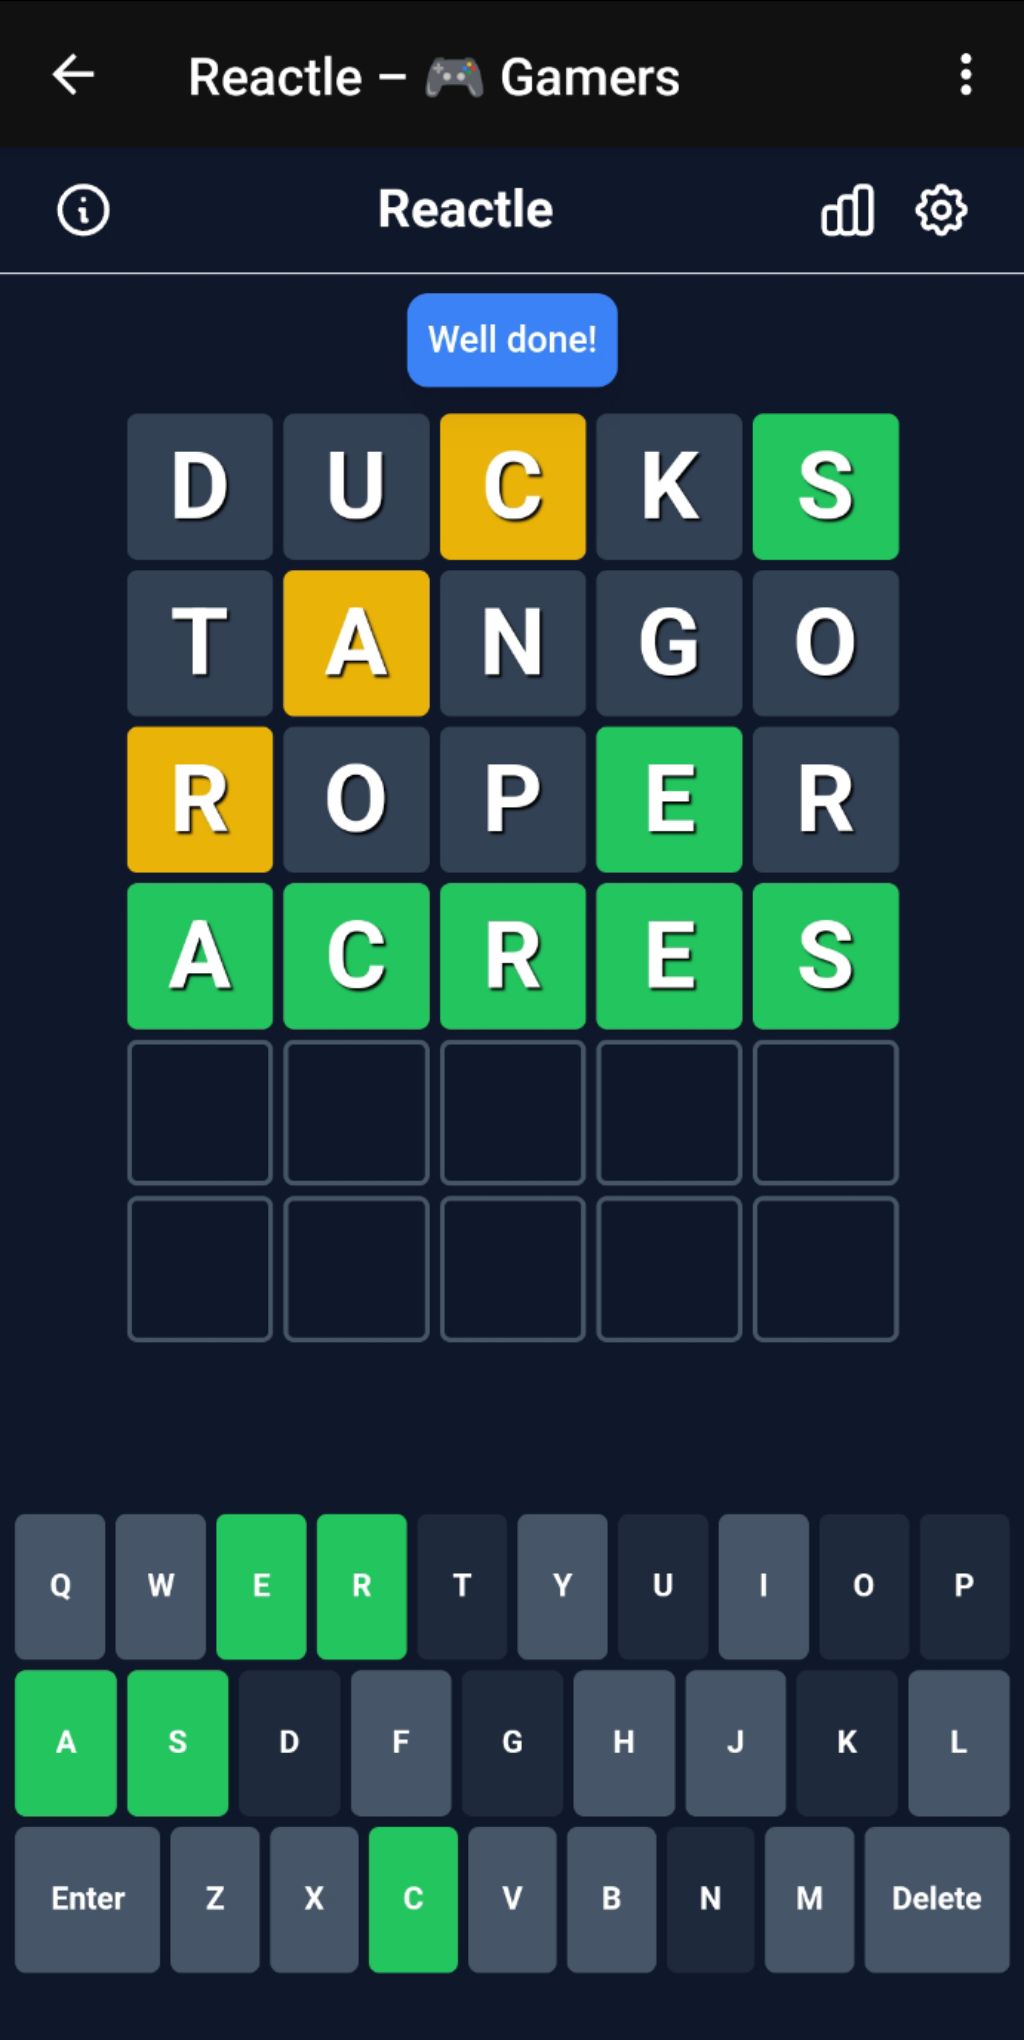 Reactle – 🎮 Gamers
Reactle
Well done!
D U C K S
T A N G O
R O P E R
A C R E S
Q W E R T Y U I O P
A S D F G H J K L
Enter Z X C V B N M Delete